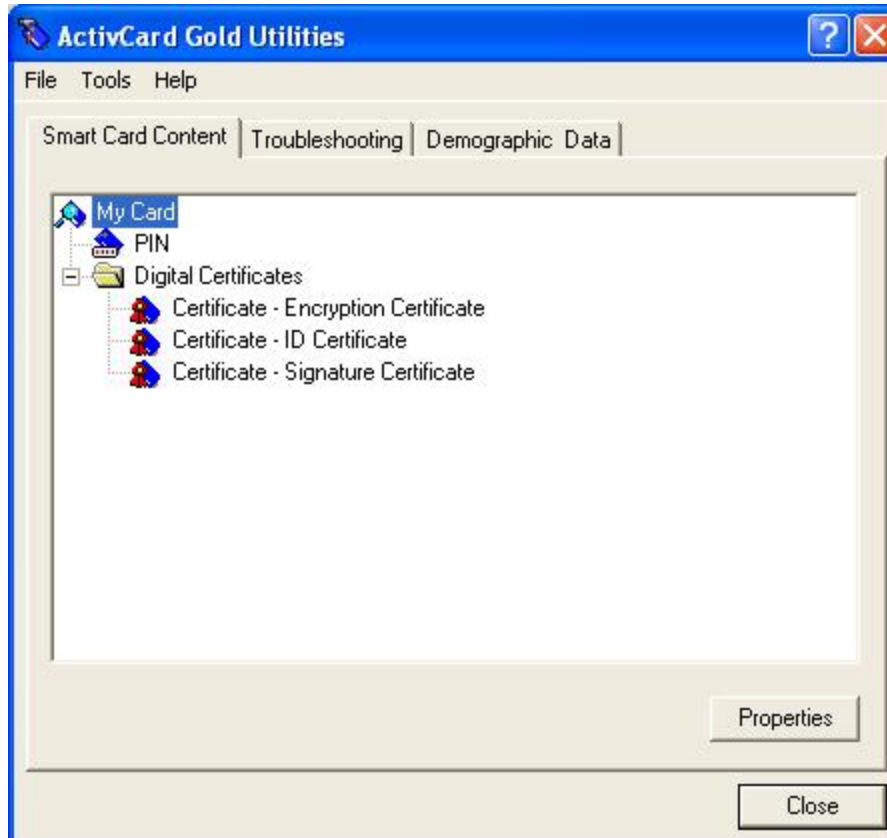 ActivCard Gold Utilities
File Tools Help
Smart Card Content Troubleshooting Demographic Data
My Card
PIN
Digital Certificates
Certificate - Encryption Certificate
Certificate - ID Certificate
Certificate - Signature Certificate
Properties
Close